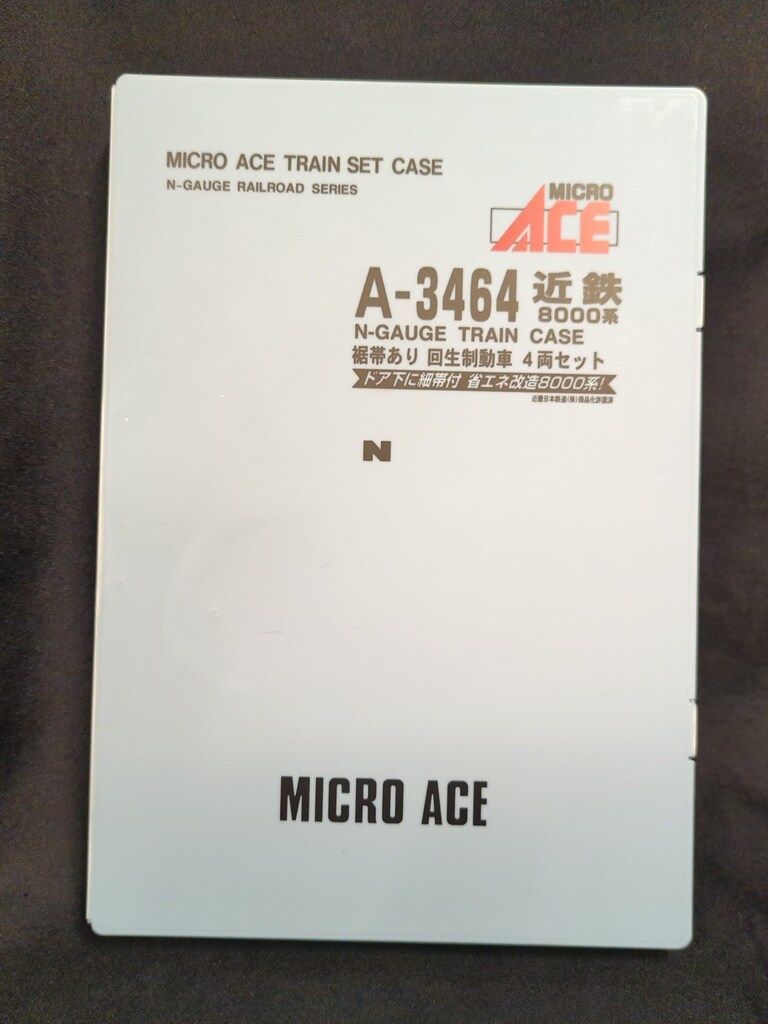 MICRO ACE TRAIN SET CASE
N-GAUGE RAILROAD SERIES
MICRO
ACE
A-3464 近鉄
8000系
N-GAUGE TRAIN CASE
裾帯あり 回生制動車 4両セット
ドア下に細帯付 省エネ改造8000系!
近畿日本鉄道(株)商品化許諾済
N
MICRO ACE